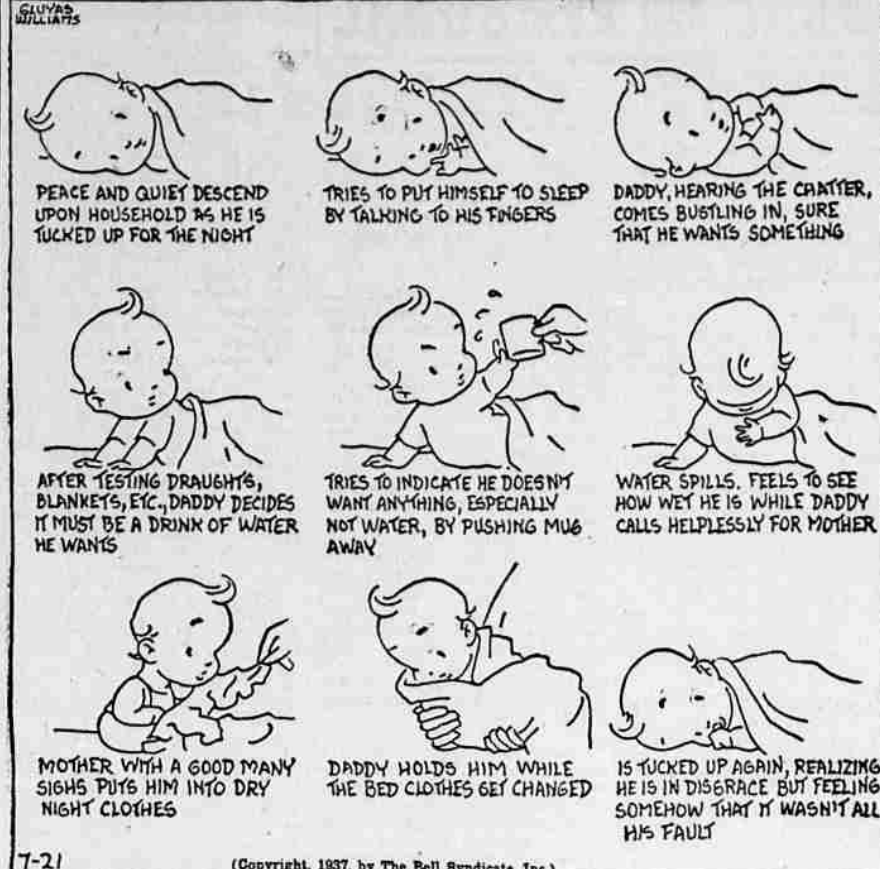 GLUYAS
WILLIAMS
PEACE AND QUIET DESCEND
UPON HOUSEHOLD AS HE IS
TUCKED UP FOR THE NIGHT
TRIES TO PUT HIMSELF TO SLEEP
BY TALKING TO HIS FINGERS
DADDY, HEARING THE CHATTER,
COMES BUSTLING IN, SURE
THAT HE WANTS SOMETHING
AFTER TESTING DRAUGHTS,
BLANKETS, ETC., DADDY DECIDES
IT MUST BE A DRINK OF WATER
HE WANTS
TRIES TO INDICATE HE DOESN'T
WANT ANYTHING, ESPECIALLY
NOT WATER, BY PUSHING MUG
AWAY
WATER SPILLS. FEELS TO SEE
HOW WET HE IS WHILE DADDY
CALLS HELPLESSLY FOR MOTHER
MOTHER WITH A GOOD MANY
SIGHS PUTS HIM INTO DRY
NIGHT CLOTHES
DADDY HOLDS HIM WHILE
THE BED CLOTHES GET CHANGED
IS TUCKED UP AGAIN, REALIZING
HE IS IN DISGRACE BUT FEELING
SOMEHOW THAT IT WASN'T ALL
HIS FAULT
7-21
(Copyright, 1937, by The Bell Syndicate, Inc.)